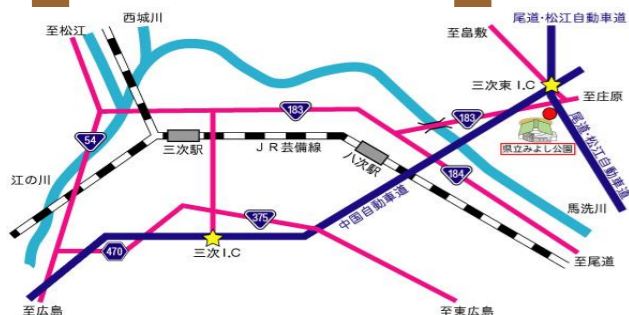 西城川
尾道・松江自動車道
至松江
至畠敷
三次東I.C
至庄原
183
183
54
三次駅
JR芸備線
八次駅
県立みよし公園
尾道・松江自動車道
184
江の川
中国自動車道
馬洗川
375
470
三次I.C
至尾道
至広島
至東広島